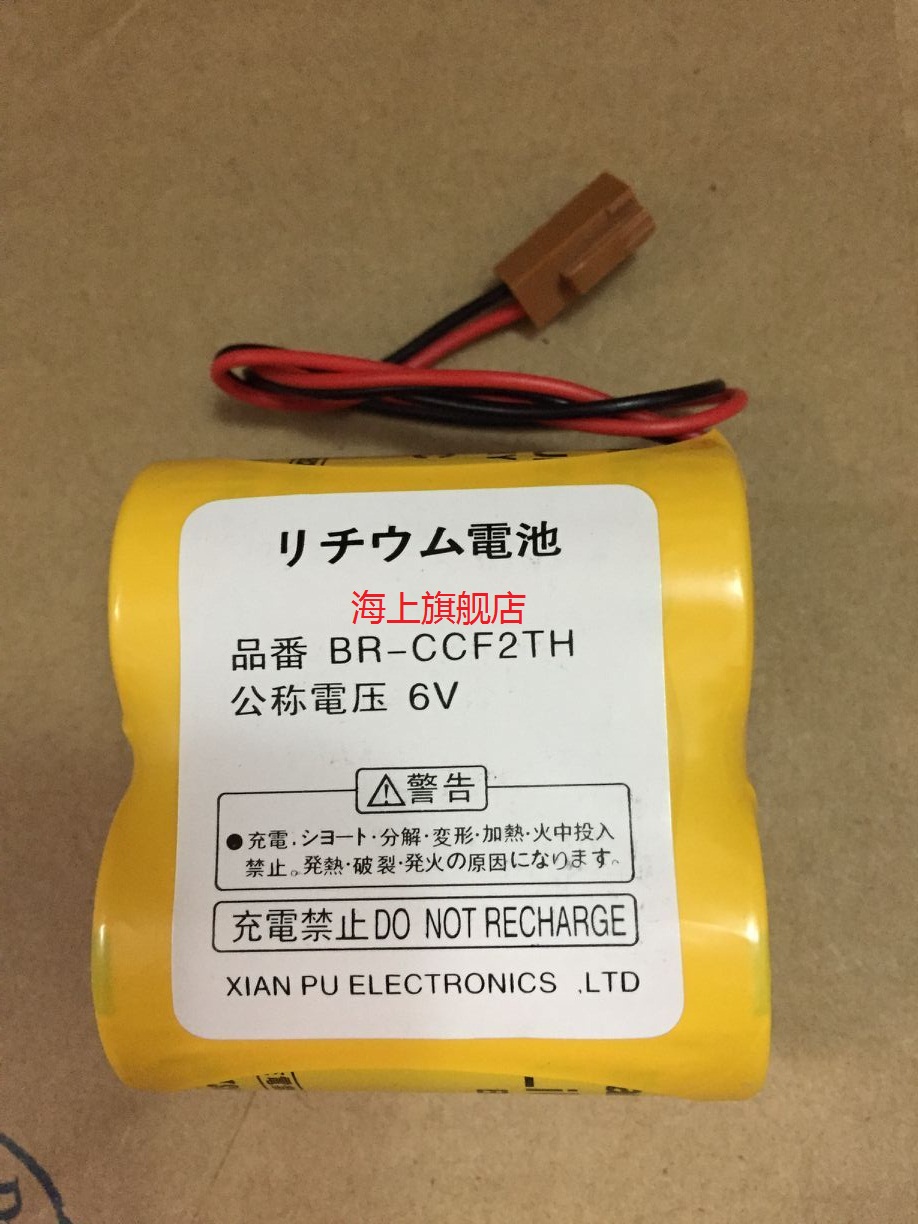 リチウム電池
海上旗舰店
品番 BR-CCF2TH
公称電圧 6V
⚠警告
●充電.ショート・分解・変形・加熱・火中投入
禁止。発熱・破裂・発火の原因になります。
充電禁止DO NOT RECHARGE
XIAN PU ELECTRONICS ,LTD